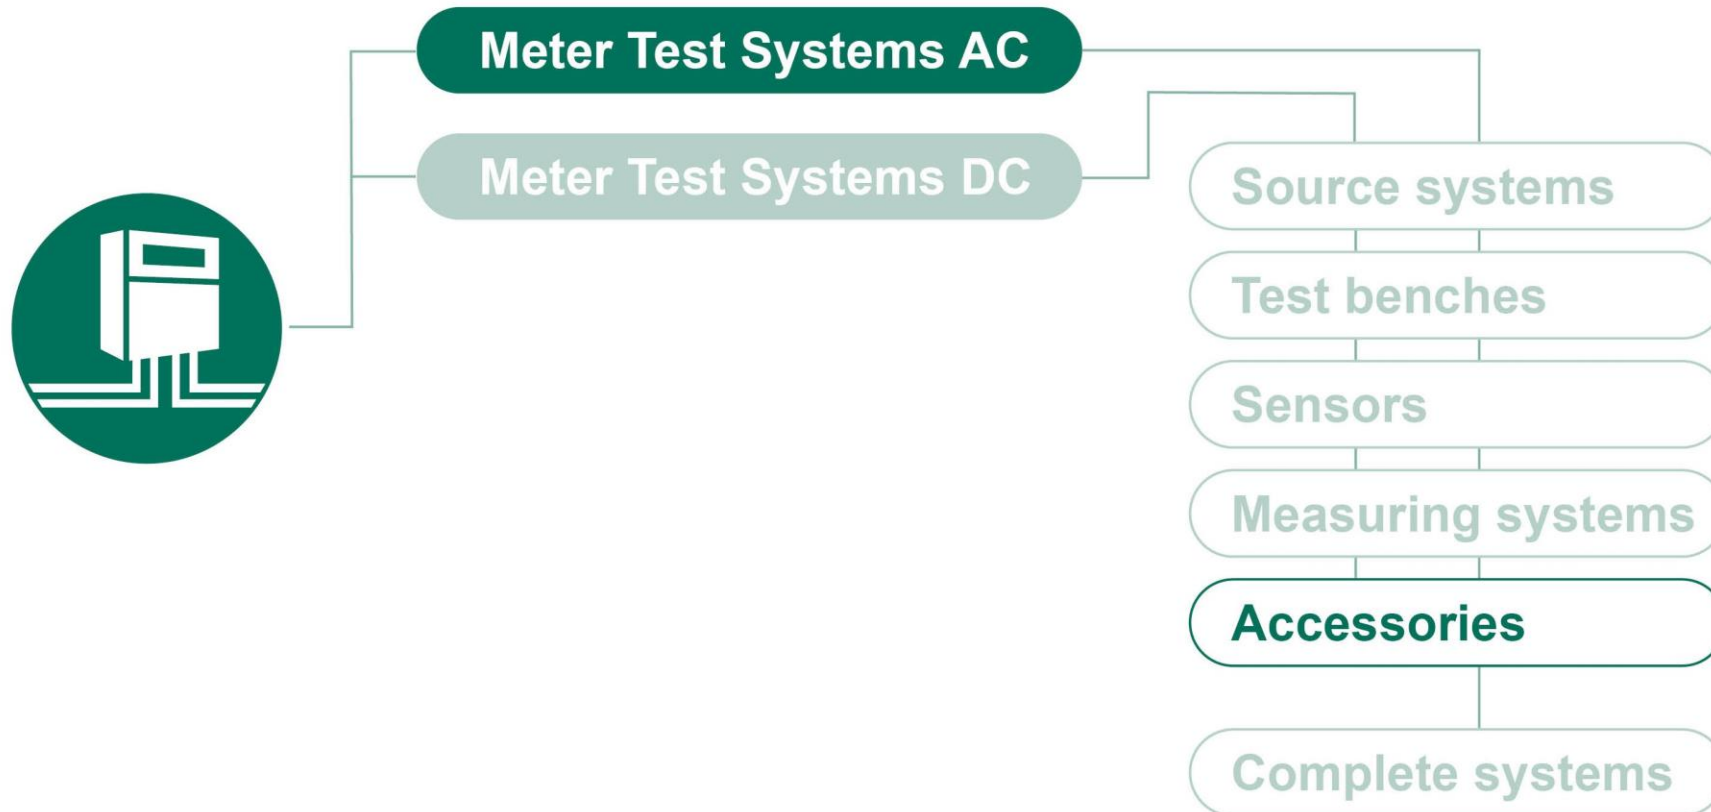 Meter Test Systems AC
Meter Test Systems DC
Source systems
Test benches
Sensors
Measuring systems
Accessories
Complete systems